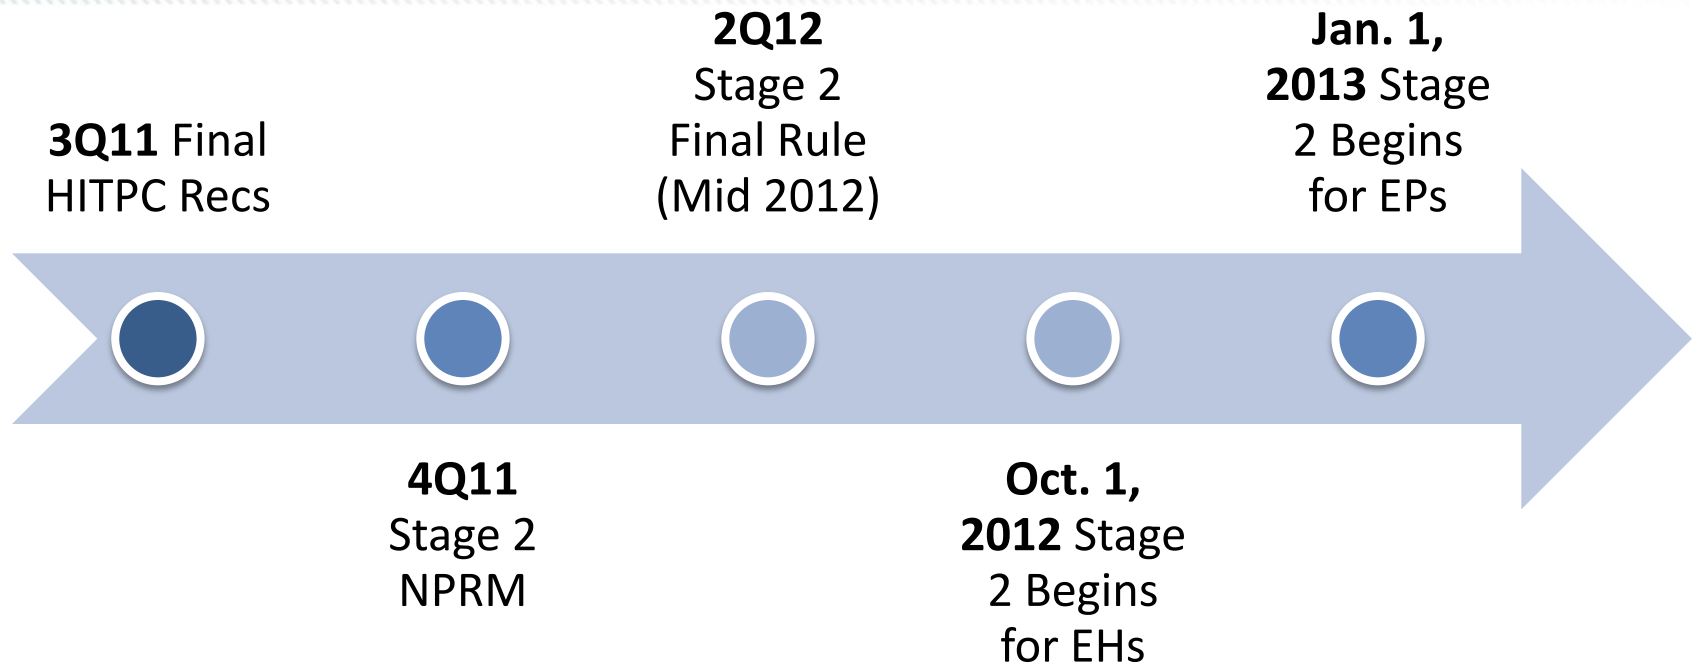 3Q11 Final
HITPC Recs
4Q11
Stage 2
NPRM
2Q12
Stage 2
Final Rule
(Mid 2012)
Oct. 1,
2012 Stage
2 Begins
for EHs
Jan. 1,
2013 Stage
2 Begins
for EPs